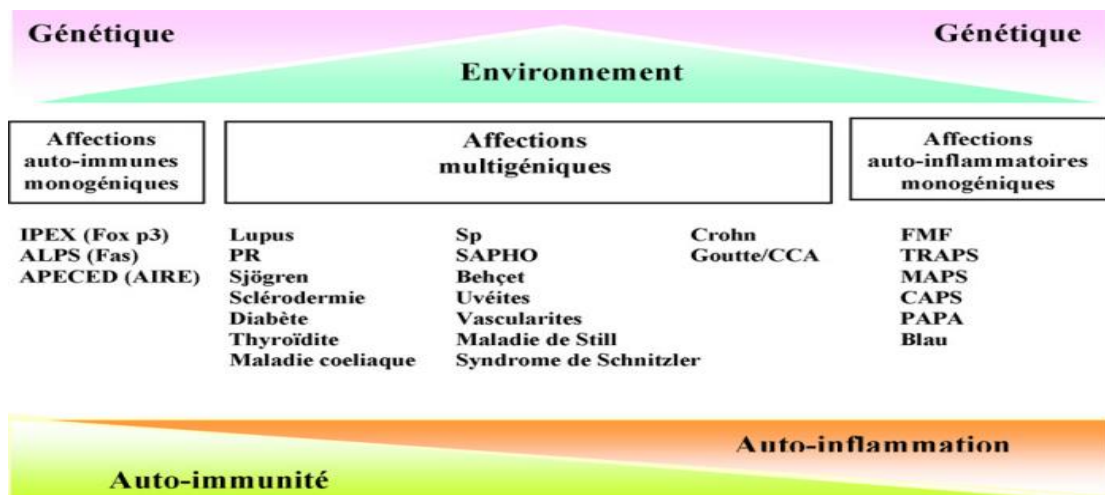 Génétique
Génétique
Environnement
Affections
auto-immunes
monogéniques
Affections
multigéniques
Affections
auto-inflammatoires
monogéniques
IPEX (Fox p3)
ALPS (Fas)
APECED (AIRE)
Lupus
PR
Sjögren
Sclérodermie
Diabète
Thyroïdite
Maladie coeliaque
Sp
SAPHO
Behçet
Uvéites
Vascularites
Maladie de Still
Syndrome de Schnitzler
Crohn
Goutte/CCA
FMF
TRAPS
MAPS
CAPS
PAPA
Blau
Auto-inflammation
Auto-immunité